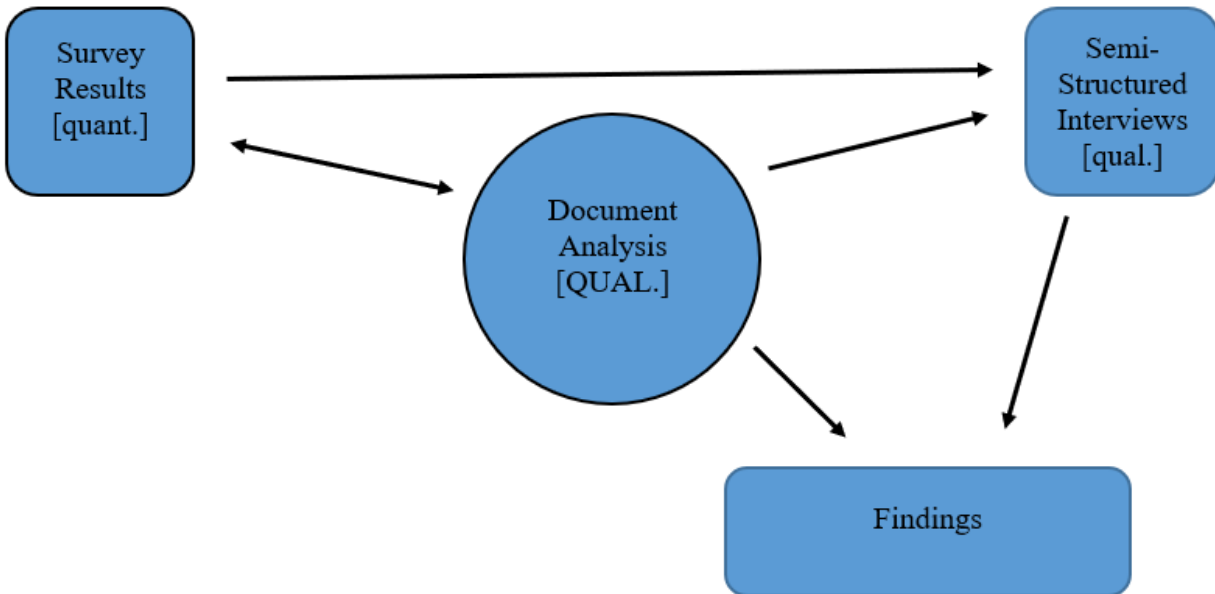 Survey
Results
[quant.]
Semi-
Structured
Interviews
[qual.]
Document
Analysis
[QUAL.]
Findings